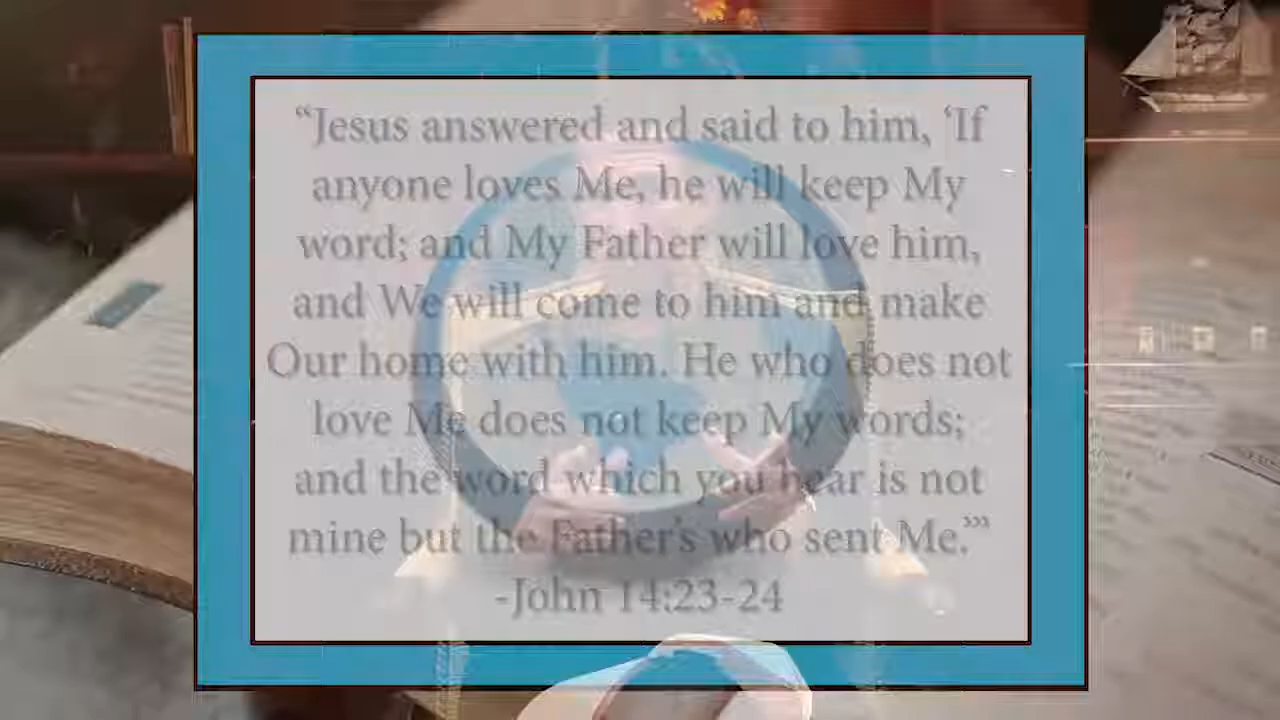 “Jesus answered and said to him, ‘If
anyone loves Me, he will keep My
word; and My Father will love him,
and We will come to him and make
Our home with him. He who does not
love Me does not keep My words;
and the word which you hear is not
mine but the Father’s who sent Me.’”
-John 14:23-24